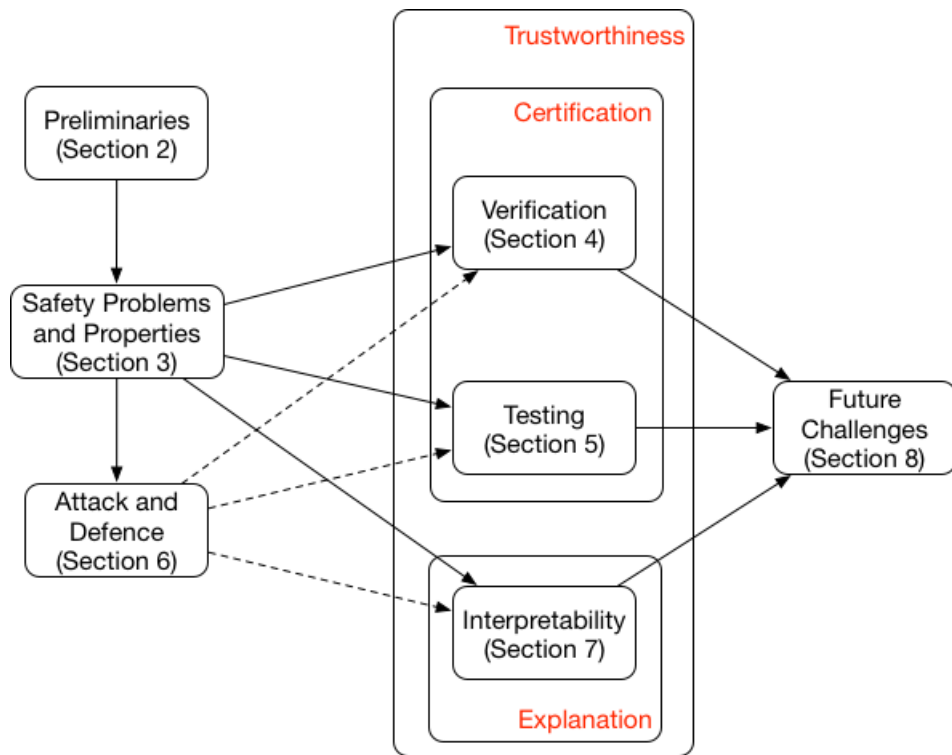 Trustworthiness
Certification
Preliminaries
(Section 2)
Verification
(Section 4)
Safety Problems
and Properties
(Section 3)
Testing
(Section 5)
Future
Challenges
(Section 8)
Attack and
Defence
(Section 6)
Interpretability
(Section 7)
Explanation